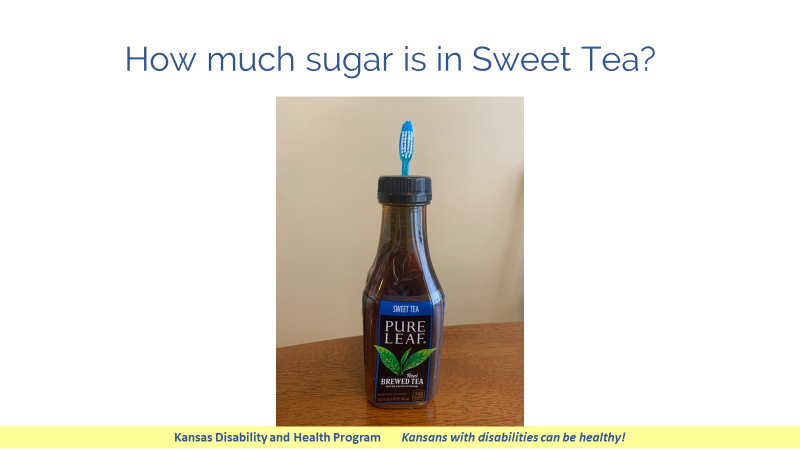 How much sugar is in Sweet Tea?
SWEET TEA
PURE
LEAF
Real
BREWED TEA
Kansas Disability and Health Program Kansans with disabilities can be healthy!